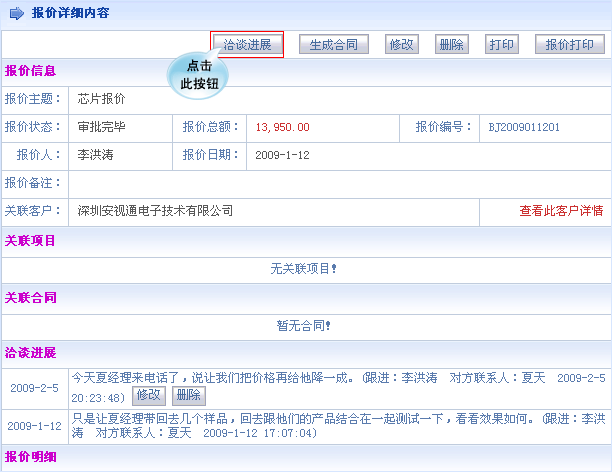 报价详细内容
洽谈进展 生成合同 修改 删除 打印 报价打印
点击
此按钮
报价信息
报价主题： 芯片报价
报价状态： 审批完毕 报价总额： 13,950.00 报价编号： BJ2009011201
报价人： 李洪涛 报价日期： 2009-1-12
报价备注：
关联客户： 深圳安视通电子技术有限公司 查看此客户详情
关联项目
无关联项目!
关联合同
暂无合同!
洽谈进展
2009-2-5 今天夏经理来电话了，说让我们把价格再给他降一成。(跟进：李洪涛 对方联系人：夏天 2009-2-5
20:23:48) 修改 删除
2009-1-12 只是让夏经理带回去几个样品，回去跟他们的产品结合在一起测试一下，看看效果如何。(跟进：李洪
涛 对方联系人：夏天 2009-1-12 17:07:04)
报价明细